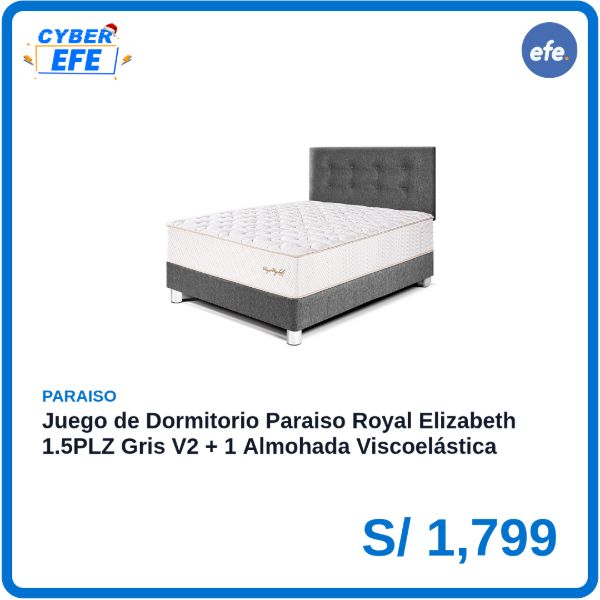 CYBER
EFE
efe.
PARAISO
Juego de Dormitorio Paraiso Royal Elizabeth
1.5PLZ Gris V2 + 1 Almohada Viscoelástica
S/ 1,799